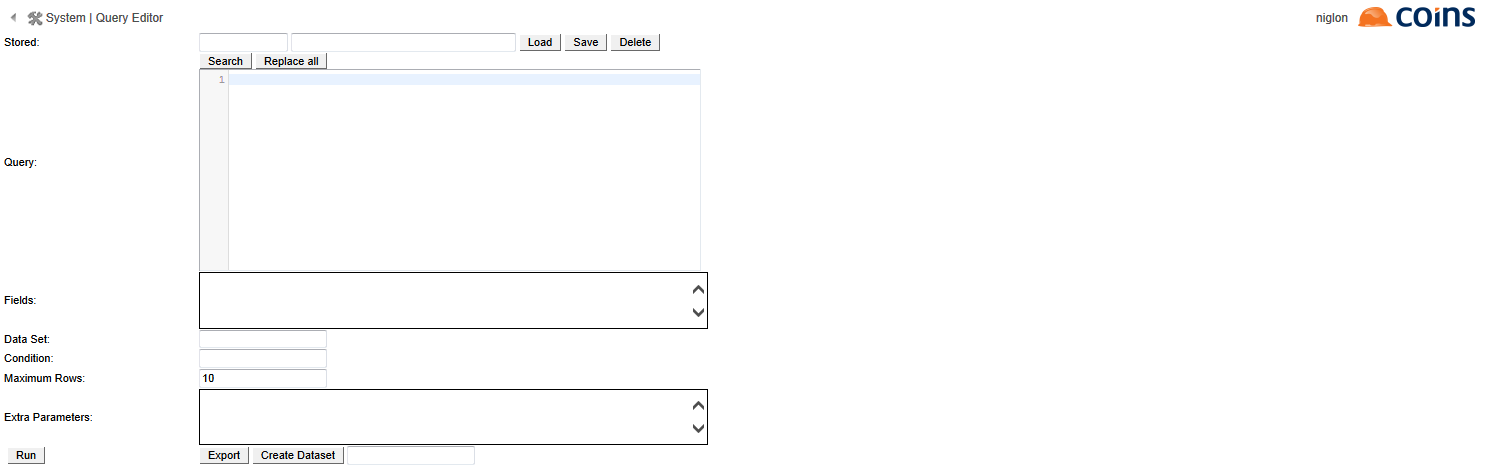 System | Query Editor
niglon
coins
Stored:
Load Save Delete
Search Replace all
1
Query:
Fields:
Data Set:
Condition:
Maximum Rows: 10
Extra Parameters:
Run Export Create Dataset